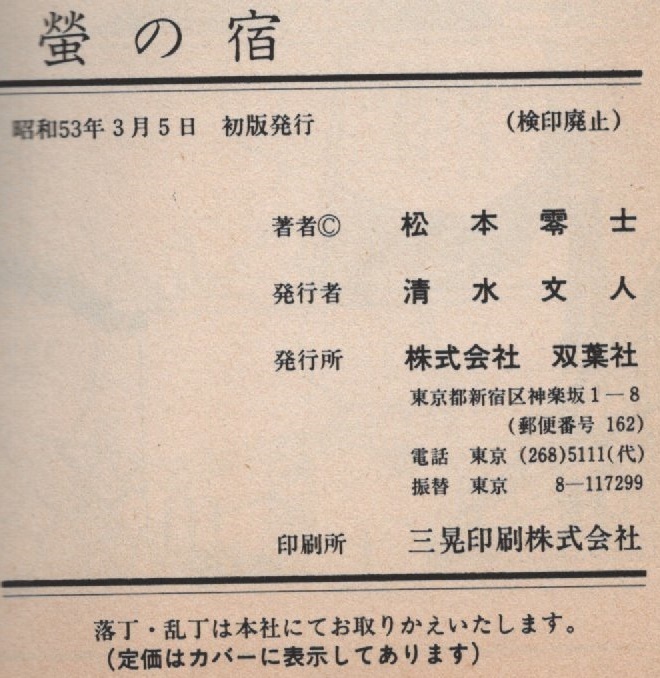 螢の宿
昭和53年3月5日 初版発行 (検印廃止)
著者© 松本零士
発行者 清水文人
発行所 株式会社 双葉社
東京都新宿区神楽坂1―8
(郵便番号 162)
電話 東京 (268)5111(代)
振替 東京 8―117299
印刷所 三晃印刷株式会社
落丁・乱丁は本社にてお取りかえいたします。
(定価はカバーに表示してあります)